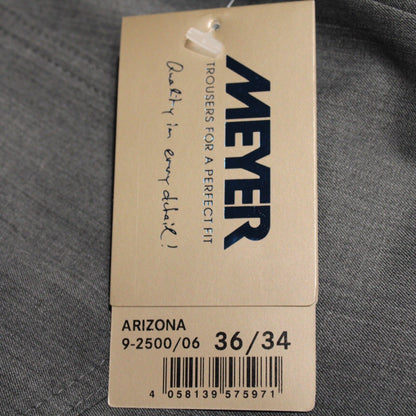 MEYER
TROUSERS FOR A PERFECT FIT
Quality in every detail!
ARIZONA
9-2500/06 36/34
4 058139 575971